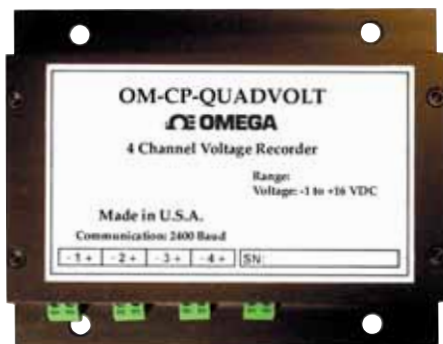 OM-CP-QUADVOLT
Ω OMEGA
4 Channel Voltage Recorder
Range:
Voltage: -1 to +16 VDC
Made in U.S.A.
Communication: 2400 Baud
- 1 + - 2 + - 3 + - 4 + SN: